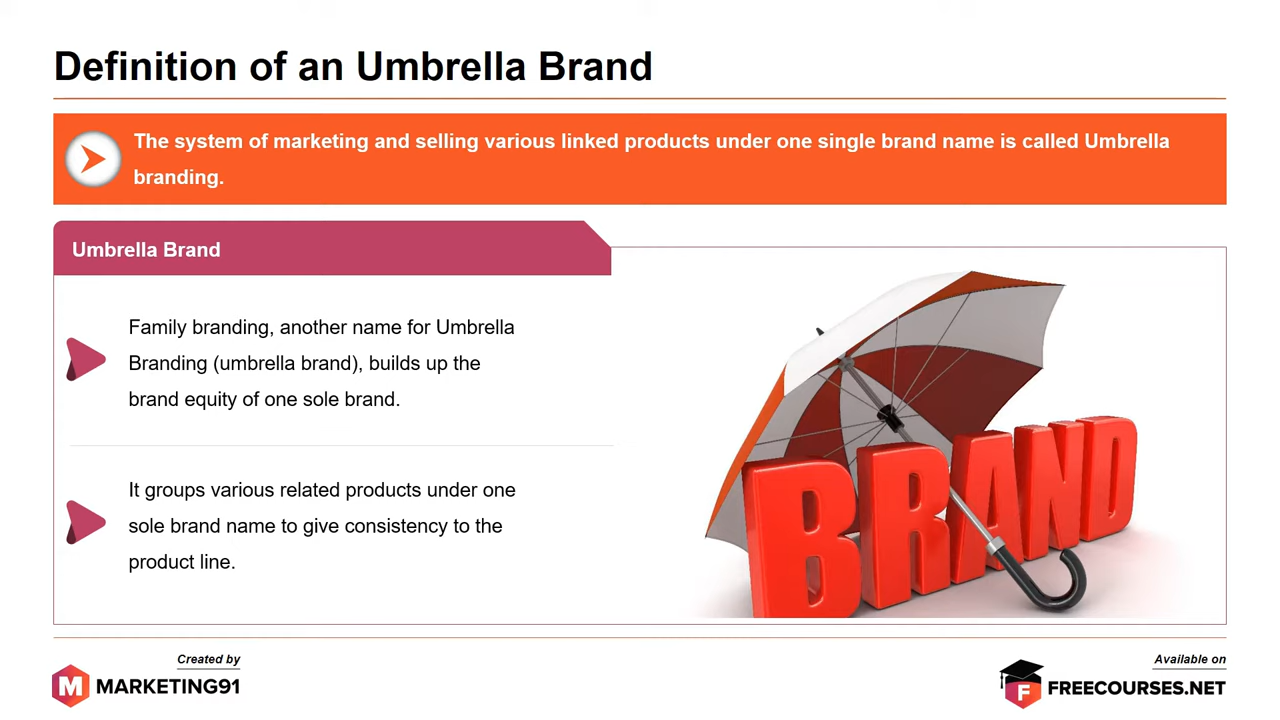 Definition of an Umbrella Brand
The system of marketing and selling various linked products under one single brand name is called Umbrella
branding.
Umbrella Brand
Family branding, another name for Umbrella
Branding (umbrella brand), builds up the
brand equity of one sole brand.
It groups various related products under one
sole brand name to give consistency to the
product line.
BRAND
Created by
M MARKETING91
Available on
F FREECOURSES.NET